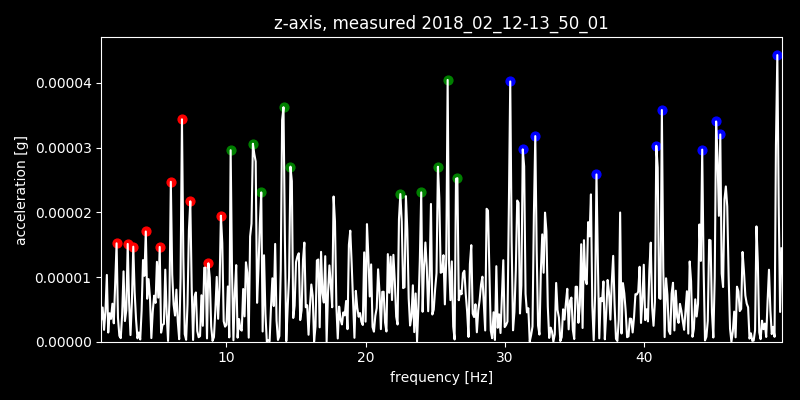 z-axis, measured 2018_02_12-13_50_01
0.00004
0.00003
0.00002
0.00001
0.00000
acceleration [g]
10 20 30 40
frequency [Hz]